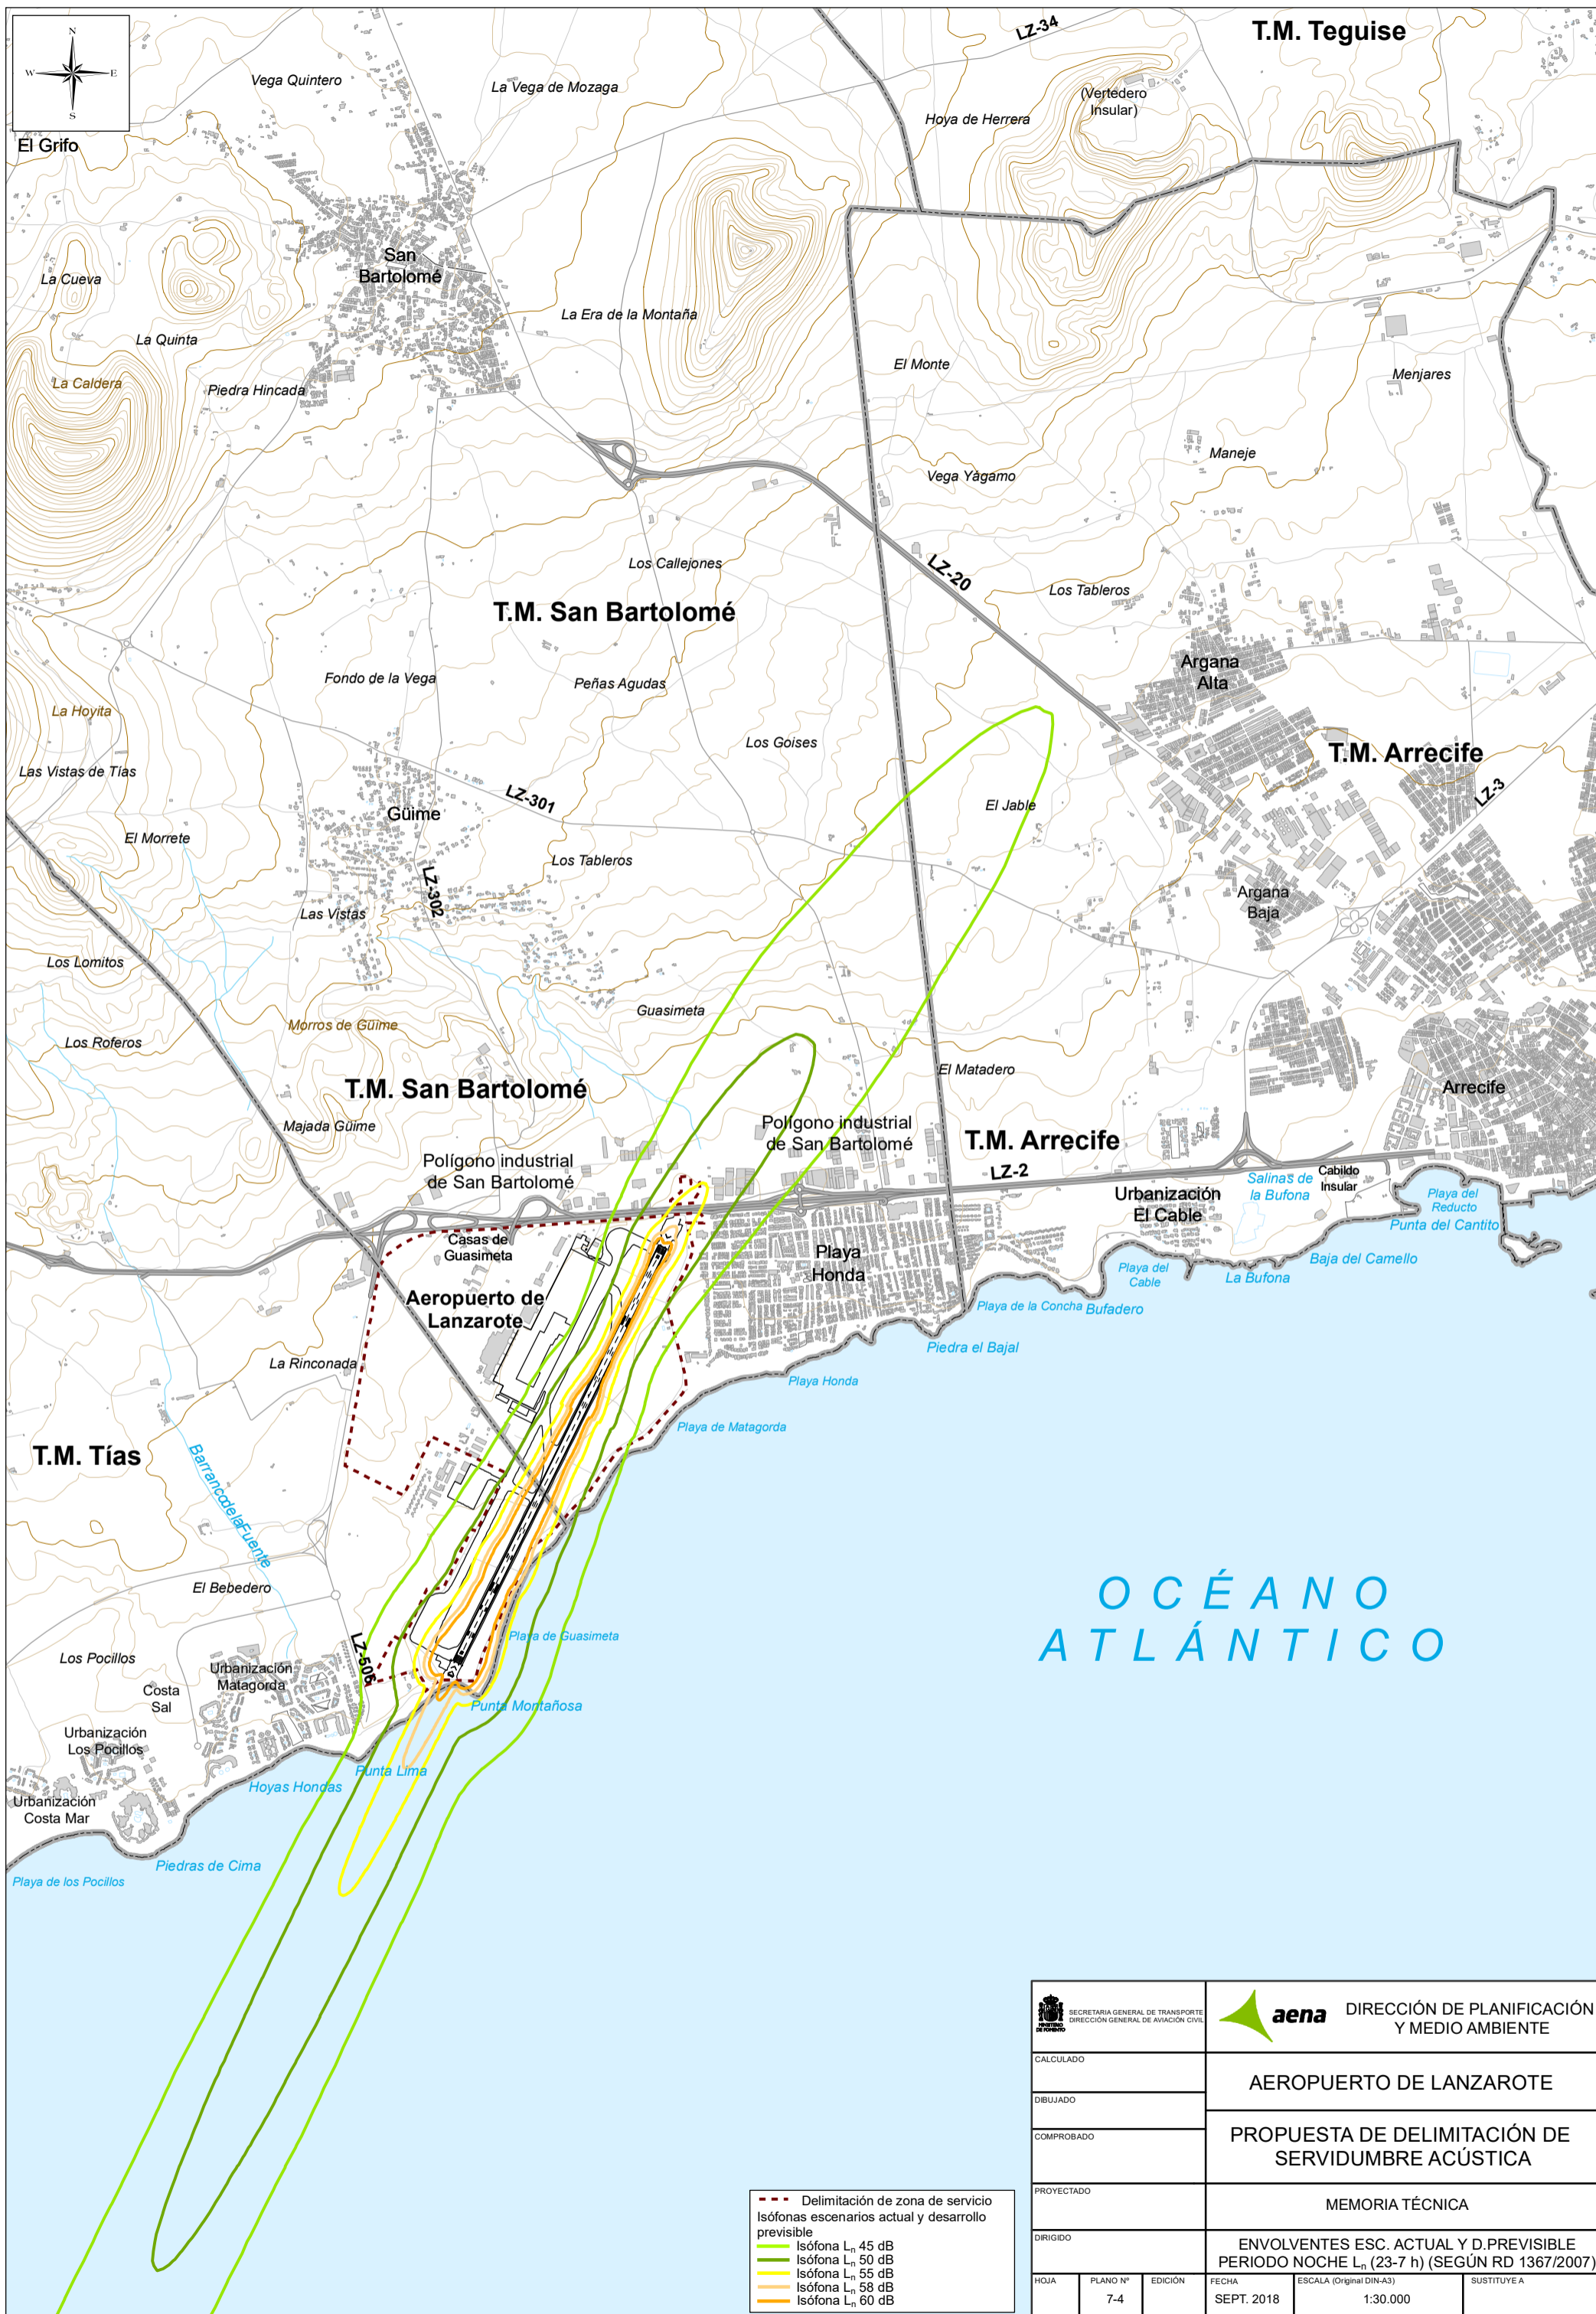 N
W
E
S
El Grifo
Vega Quintero
La Vega de Mozaga
LZ-34
T.M. Teguise
(Vertedero
Insular)
Hoya de Herrera
San
Bartolomé
La Cueva
La Quinta
La Era de la Montaña
El Monte
Menjares
La Caldera
Piedra Hincada
Maneje
Vega Yàgamo
Los Callejones
LZ-20
Los Tableros
T.M. San Bartolomé
Argana
Alta
Fondo de la Vega
Peñas Agudas
La Hoyita
Los Goises
T.M. Arrecife
Las Vistas de Tías
LZ-301
LZ-3
El Jable
Güime
El Morrete
Los Tableros
LZ-302
Argana
Baja
Las Vistas
Los Lomitos
Guasimeta
Morros de Güime
Los Roferos
El Matadero
T.M. San Bartolomé
Arrecife
Majada Güime
Polígono industrial
de San Bartolomé
T.M. Arrecife
Polígono industrial
de San Bartolomé
LZ-2
Salinas de
la Bufona
Cabildo
Insular
Urbanización
El Cable
Playa del
Reducto
Punta del Cantito
Casas de
Guasimeta
Playa
Honda
Baja del Camello
Playa del
Cable
La Bufona
Aeropuerto de
Lanzarote
Playa de la Concha
Bufadero
Piedra el Bajal
La Rinconada
Playa Honda
Playa de Matagorda
T.M. Tías
Barranco de la Fuente
El Bebedero
OCÉANO
ATLÁNTICO
Playa de Guasimeta
LZ-505
Los Pocillos
Urbanización
Matagorda
Costa
Sal
Punta Montañosa
Urbanización
Los Pocillos
Punta Lima
Hoyas Hondas
Urbanización
Costa Mar
Piedras de Cima
Playa de los Pocillos
Delimitación de zona de servicio
Isófonas escenarios actual y desarrollo
previsible
Isófona Ln 45 dB
Isófona Ln 50 dB
Isófona Ln 55 dB
Isófona Ln 58 dB
Isófona Ln 60 dB
MINISTERIO
DE FOMENTO
SECRETARIA GENERAL DE TRANSPORTE
DIRECCIÓN GENERAL DE AVIACIÓN CIVIL
aena
DIRECCIÓN DE PLANIFICACIÓN
Y MEDIO AMBIENTE
CALCULADO
AEROPUERTO DE LANZAROTE
DIBUJADO
COMPROBADO
PROPUESTA DE DELIMITACIÓN DE
SERVIDUMBRE ACÚSTICA
PROYECTADO
MEMORIA TÉCNICA
DIRIGIDO
ENVOLVENTES ESC. ACTUAL Y D.PREVISIBLE
PERIODO NOCHE Ln (23-7 h) (SEGÚN RD 1367/2007)
HOJA
PLANO Nº
7-4
EDICIÓN
FECHA
SEPT. 2018
ESCALA (Original DIN-A3)
1:30.000
SUSTITUYE A